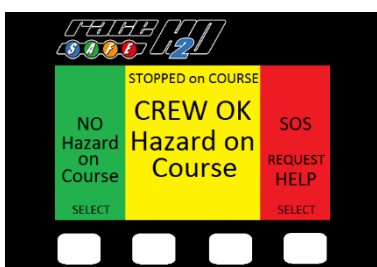 race H2O
SAFE
STOPPED on COURSE
NO
Hazard
on
Course
SELECT
CREW OK
Hazard on
Course
SOS
REQUEST
HELP
SELECT